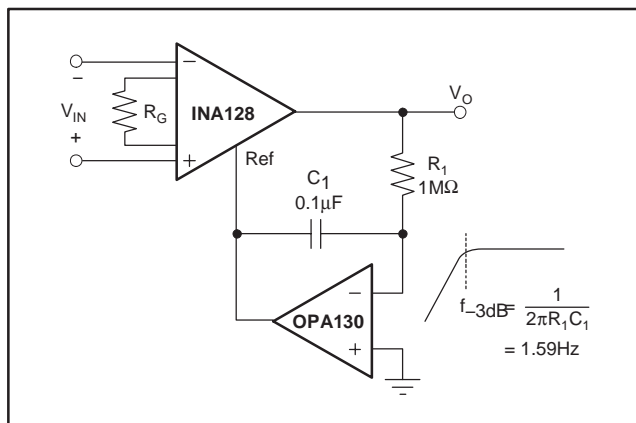 −
V_IN
+
R_G
−
INA128
+
Ref
V_O
R_1
1MΩ
C_1
0.1µF
−
OPA130
+
f_–3dB = 1 / 2πR_1C_1
= 1.59Hz